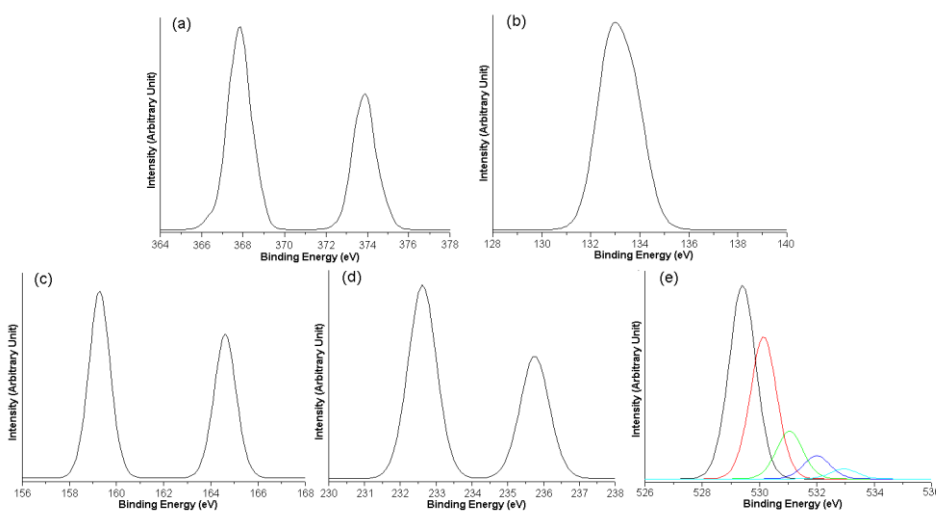 (a)
Intensity (Arbitrary Unit)
364 366 368 370 372 374 376 378
Binding Energy (eV)
(b)
Intensity (Arbitrary Unit)
128 130 132 134 136 138 140
Binding Energy (eV)
(c)
Intensity (Arbitrary Unit)
156 158 160 162 164 166 168
Binding Energy (eV)
(d)
Intensity (Arbitrary Unit)
230 231 232 233 234 235 236 237 238
Binding Energy (eV)
(e)
Intensity (Arbitrary Unit)
526 528 530 532 534 536
Binding Energy (eV)